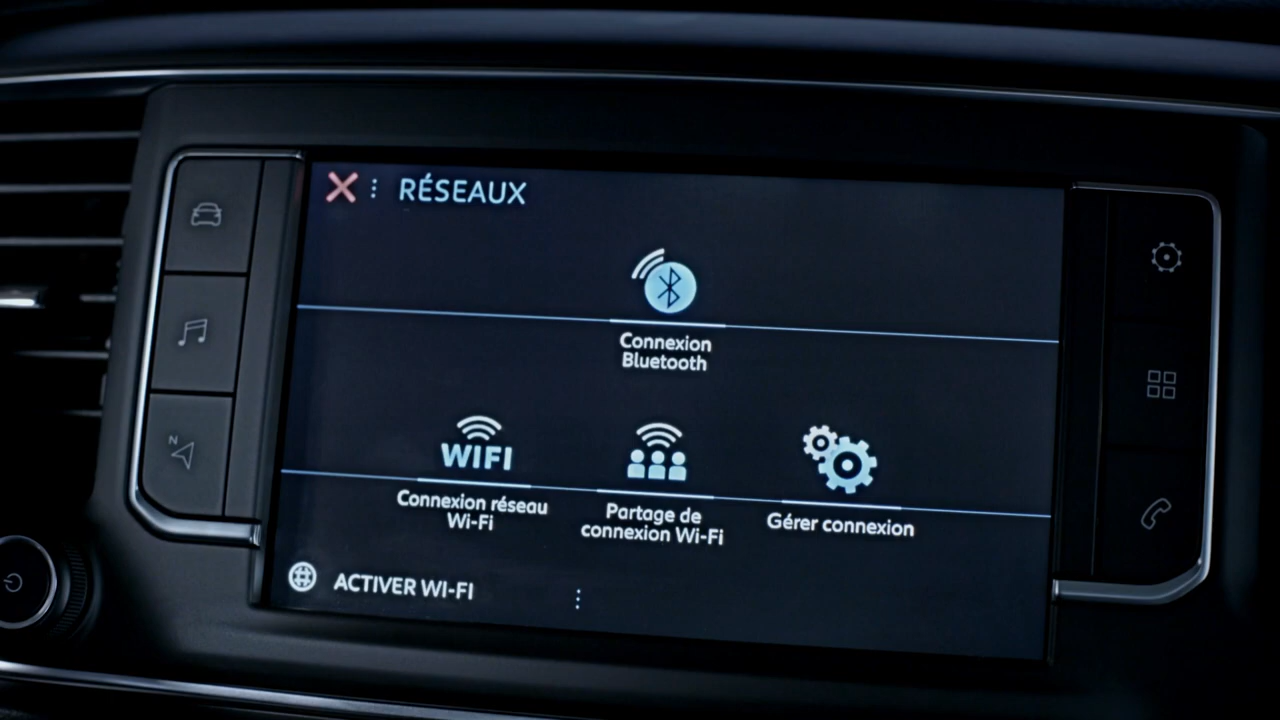 RÉSEAUX
Connexion
Bluetooth
WIFI
Connexion réseau
Wi-Fi
Partage de
connexion Wi-Fi
Gérer connexion
ACTIVER WI-FI
N